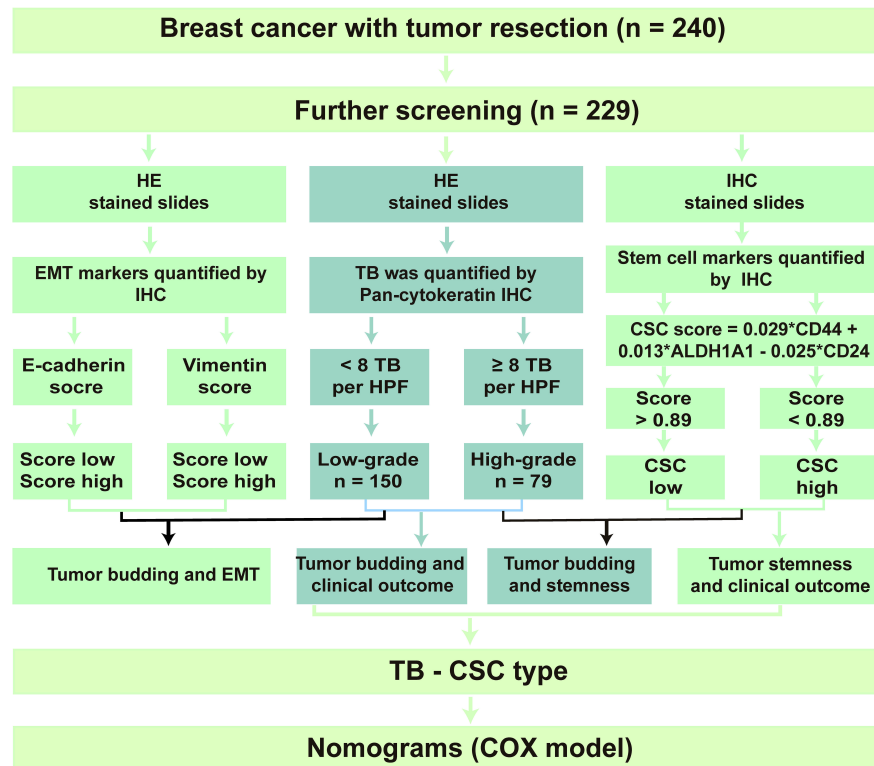 Breast cancer with tumor resection (n = 240)
Further screening (n = 229)
HE
stained slides
HE
stained slides
IHC
stained slides
EMT markers quantified by
IHC
TB was quantified by
Pan-cytokeratin IHC
Stem cell markers quantified
by IHC
CSC score = 0.029*CD44 +
0.013*ALDH1A1 - 0.025*CD24
E-cadherin
socre
Vimentin
score
< 8 TB
per HPF
≥ 8 TB
per HPF
Score
> 0.89
Score
< 0.89
Score low
Score high
Score low
Score high
Low-grade
n = 150
High-grade
n = 79
CSC
low
CSC
high
Tumor budding and EMT
Tumor budding and
clinical outcome
Tumor budding
and stemness
Tumor stemness
and clinical outcome
TB - CSC type
Nomograms (COX model)